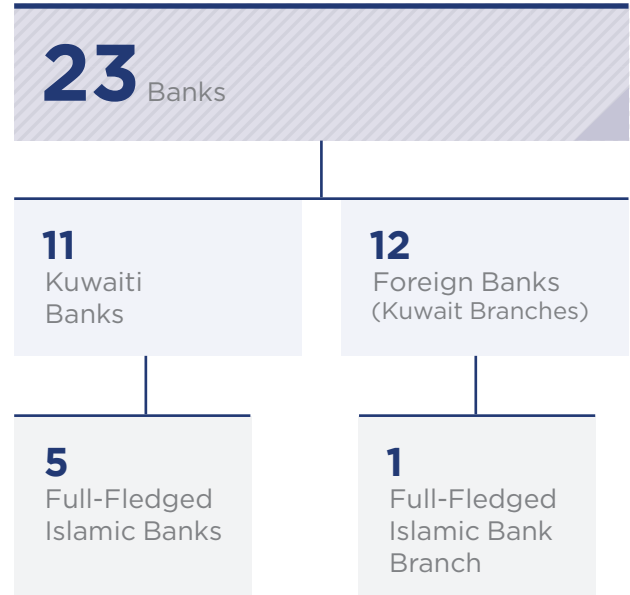 23 Banks
11
Kuwaiti
Banks
12
Foreign Banks
(Kuwait Branches)
5
Full-Fledged
Islamic Banks
1
Full-Fledged
Islamic Bank
Branch